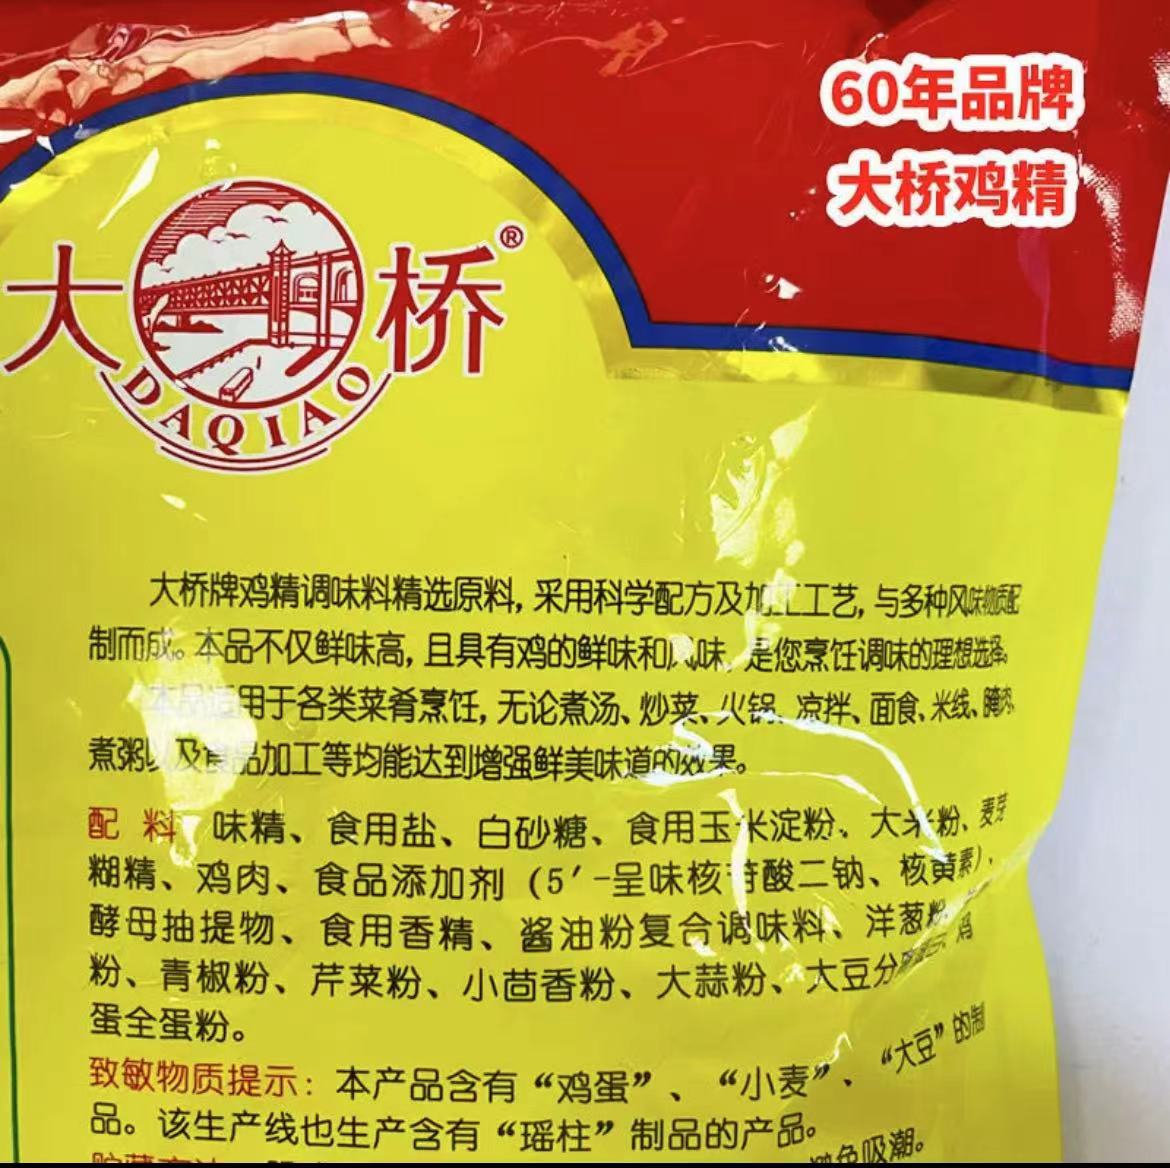 60年品牌
大桥鸡精
大桥®
DAQIAO
大桥牌鸡精调味料精选原料, 采用科学配方及加工工艺, 与多种风味物质配
制而成。本品不仅鲜味高, 且具有鸡的鲜味和风味, 是您烹饪调味的理想选择。
本品适用于各类菜肴烹饪, 无论煮汤、炒菜、火锅、凉拌、面食、米线、腌肉、
煮粥以及食品加工等均能达到增强鲜美味道的效果。
配 料: 味精、食用盐、白砂糖、食用玉米淀粉、大米粉、麦芽
糊精、鸡肉、食品添加剂 (5′-呈味核苷酸二钠、核黄素)、
酵母抽提物、食用香精、酱油粉复合调味料、洋葱粉、
粉、青椒粉、芹菜粉、小茴香粉、大蒜粉、大豆分离蛋白、鸡
蛋全蛋粉。
致敏物质提示: 本产品含有“鸡蛋”、“小麦”、“大豆”的制
品。该生产线也生产含有“瑶柱”制品的产品。
避免吸潮。